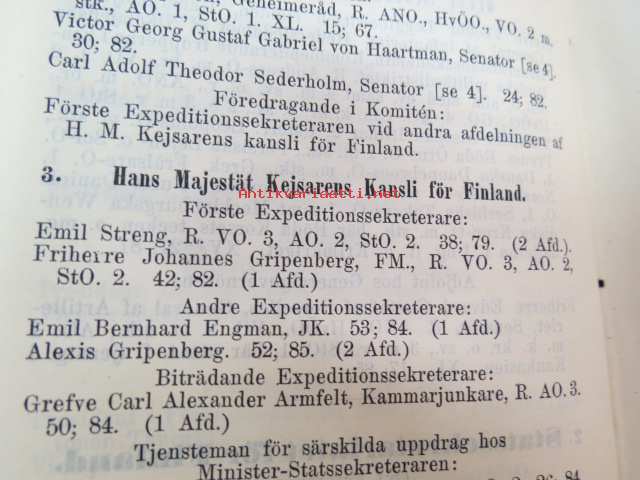 Geheimeråd, R. ANO., HvÖO., VO. 2 m.
stk., AO. 1, StO. 1. XL. 15; 67.
Victor Georg Gustaf Gabriel von Haartman, Senator [se 4].
30; 82.
Carl Adolf Theodor Sederholm, Senator [se 4]. 24; 82.
Föredragande i Komitén:
Förste Expeditionssekreteraren vid andra afdelningen af
H. M. Kejsarens kansli för Finland.
3. Hans Majestät Kejsarens Kansli för Finland.
Antikvariaatti.net
Förste Expeditionssekreterare:
Emil Streng, R. VO. 3, AO. 2, StO. 2. 38; 79. (2 Afd.).
Friherre Johannes Gripenberg, FM., R. VO. 3, AO. 2,
StO. 2. 42; 82. (1 Afd.)
Andre Expeditionssekreterare:
Emil Bernhard Engman, JK. 53; 84. (1 Afd.)
Alexis Gripenberg. 52; 85. (2 Afd.)
Biträdande Expeditionssekreterare:
Grefve Carl Alexander Armfelt, Kammarjunkare, R. AO. 3.
50; 84. (1 Afd.)
Tjensteman för särskilda uppdrag hos
Minister-Statssekreteraren: